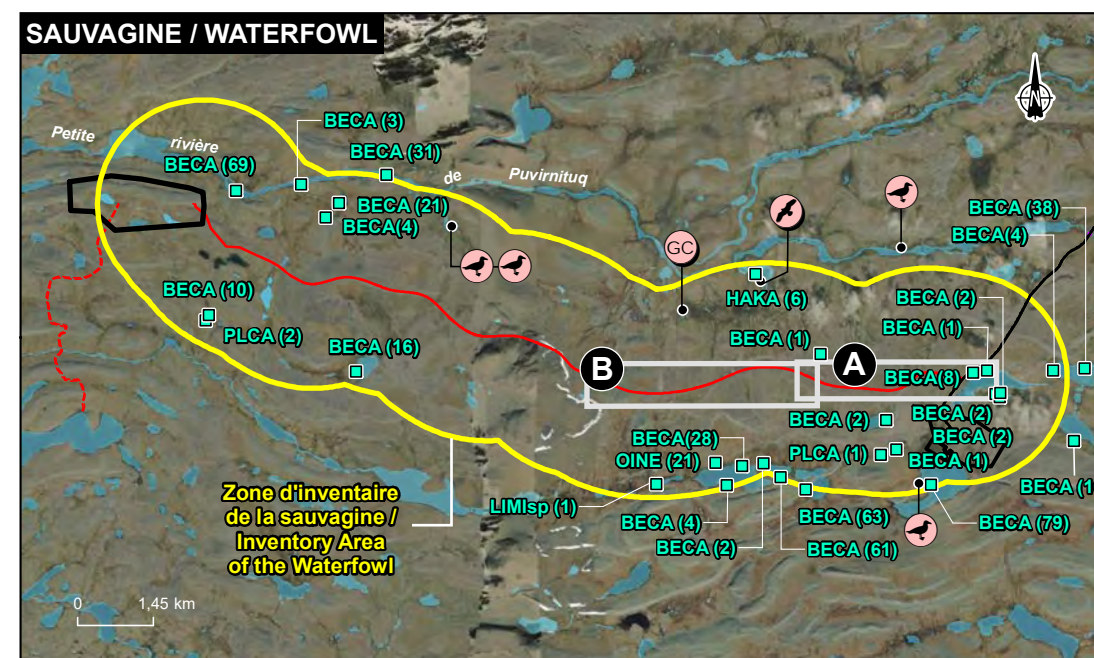 SAUVAGINE / WATERFOWL
N
Petite
rivière
de
Puvirnituq
BECA (3)
BECA (31)
BECA (69)
BECA (21)
BECA(4)
BECA (38)
BECA(4)
GC
BECA (10)
PLCA (2)
BECA (16)
HAKA (6)
BECA (2)
BECA (1)
BECA (1)
B
A
BECA(8)
BECA (2)
BECA (2)
BECA (2)
BECA(28)
OINE (21)
PLCA (1)
BECA (1)
LIMIsp (1)
BECA (1
BECA (4)
BECA (63)
BECA (79)
BECA (2)
BECA (61)
Zone d'inventaire
de la sauvagine /
Inventory Area
of the Waterfowl
0 1,45 km